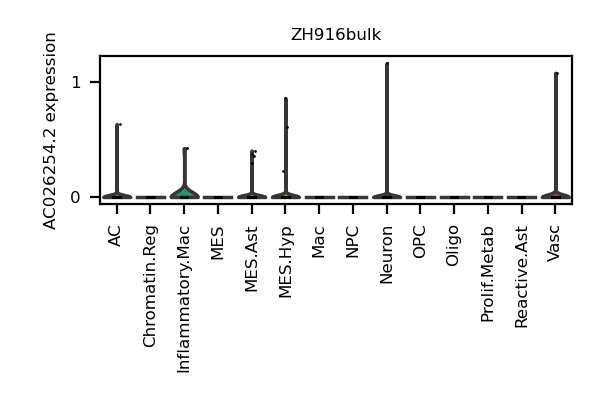 ZH916bulk
AC026254.2 expression
1
0
AC
Chromatin.Reg
Inflammatory.Mac
MES
MES.Ast
MES.Hyp
Mac
NPC
Neuron
OPC
Oligo
Prolif.Metab
Reactive.Ast
Vasc